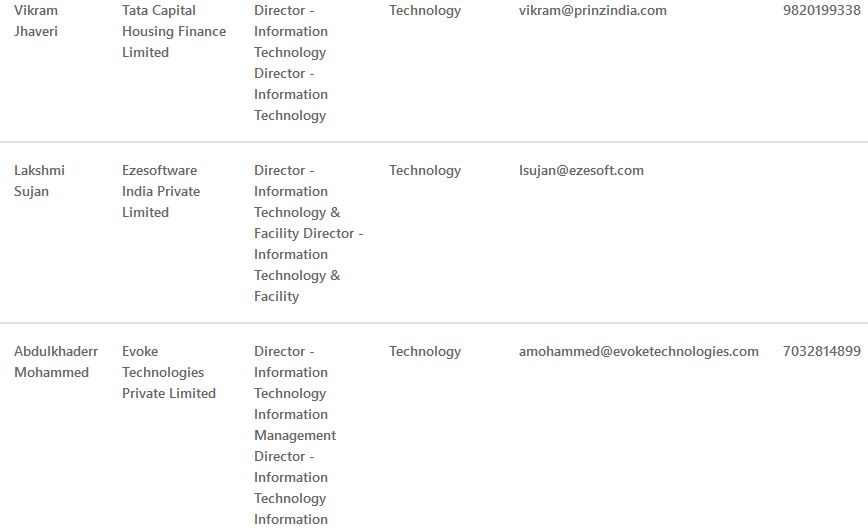 Vikram Jhaveri
Tata Capital Housing Finance Limited
Director - Information Technology Director - Information Technology
Technology
vikram@prinzindia.com
9820199338
Lakshmi Sujan
Ezesoftware India Private Limited
Director - Information Technology & Facility Director - Information Technology & Facility
Technology
lsujan@ezesoft.com
Abdulkhaderr Mohammed
Evoke Technologies Private Limited
Director - Information Technology Information Management Director - Information Technology Information
Technology
amohammed@evoketechnologies.com
7032814899